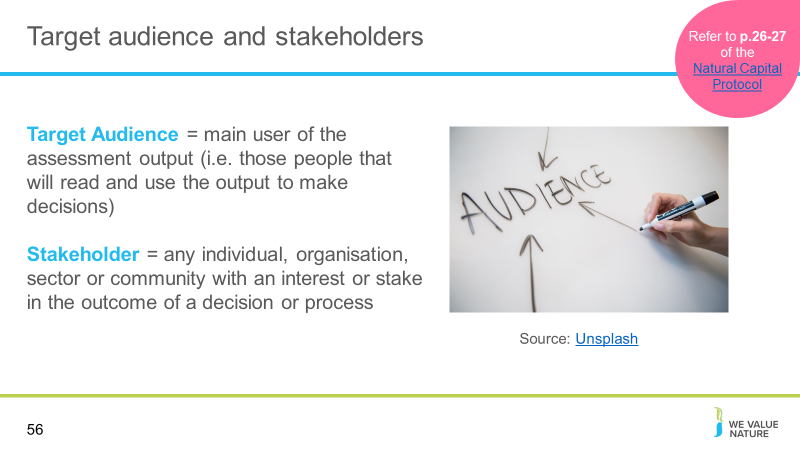 Target audience and stakeholders
Refer to p.26-27
of the
Natural Capital
Protocol
Target Audience = main user of the
assessment output (i.e. those people that
will read and use the output to make
decisions)
Stakeholder = any individual, organisation,
sector or community with an interest or stake
in the outcome of a decision or process
AUDIENCE
Source: Unsplash
56
WE VALUE
NATURE